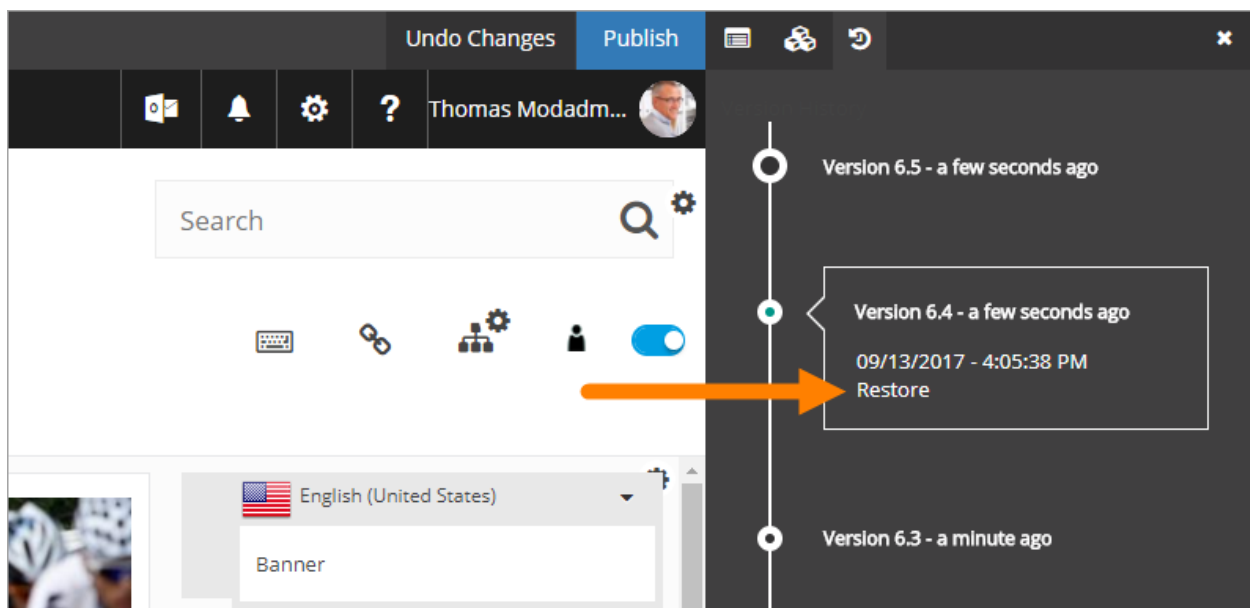 Undo Changes
Publish
Thomas Modadm...
Version 6.5 - a few seconds ago
Search
Version 6.4 - a few seconds ago
09/13/2017 - 4:05:38 PM
Restore
English (United States)
Version 6.3 - a minute ago
Banner